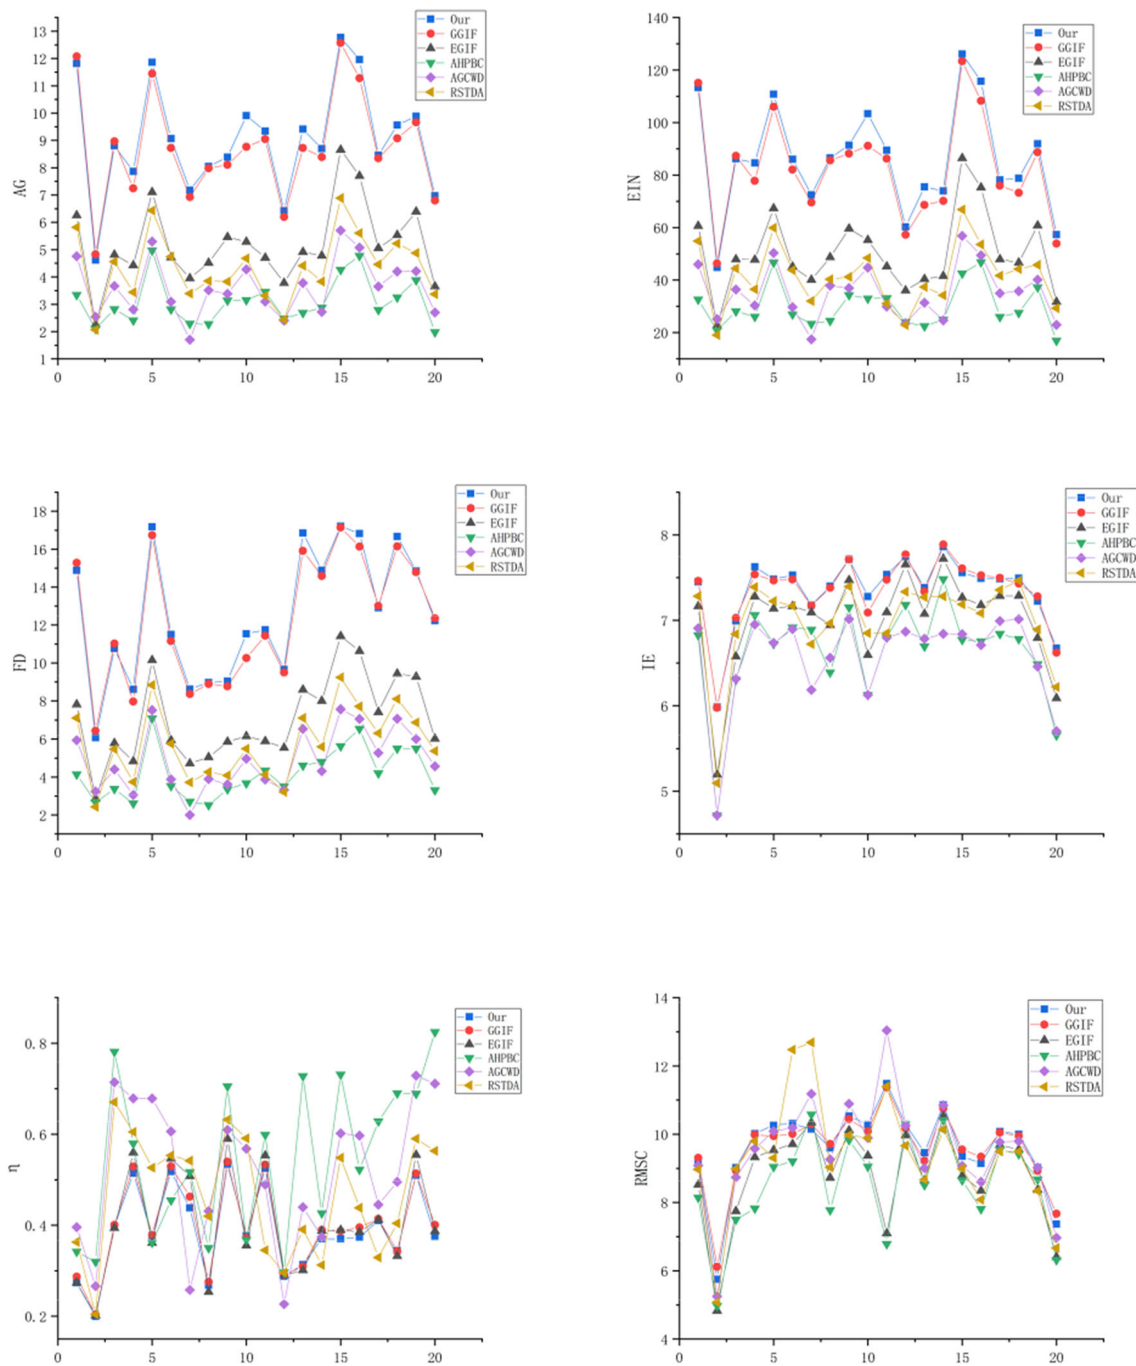 AG
13
12
11
10
9
8
7
6
5
4
3
2
1
0 5 10 15 20
Our
GGIF
EGIF
AHPBC
AGCWD
RSTDA
EIN
140
120
100
80
60
40
20
0 5 10 15 20
Our
GGIF
EGIF
AHPBC
AGCWD
RSTDA
FD
18
16
14
12
10
8
6
4
2
0 5 10 15 20
Our
GGIF
EGIF
AHPBC
AGCWD
RSTDA
IE
8
7
6
5
0 5 10 15 20
Our
GGIF
EGIF
AHPBC
AGCWD
RSTDA
η
0.8
0.6
0.4
0.2
0 5 10 15 20
Our
GGIF
EGIF
AHPBC
AGCWD
RSTDA
RMSC
14
12
10
8
6
4
0 5 10 15 20
Our
GGIF
EGIF
AHPBC
AGCWD
RSTDA